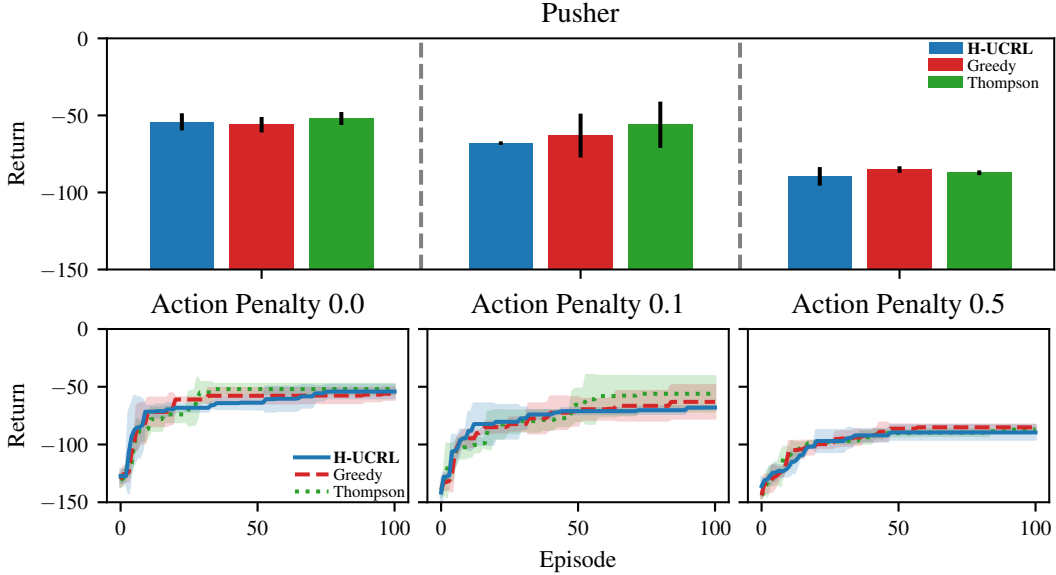 Pusher
0
−50
−100
−150
Return
H-UCRL
Greedy
Thompson
Action Penalty 0.0
Action Penalty 0.1
Action Penalty 0.5
0
−50
−100
−150
Return
H-UCRL
Greedy
Thompson
0 50 100
0 50 100
0 50 100
Episode